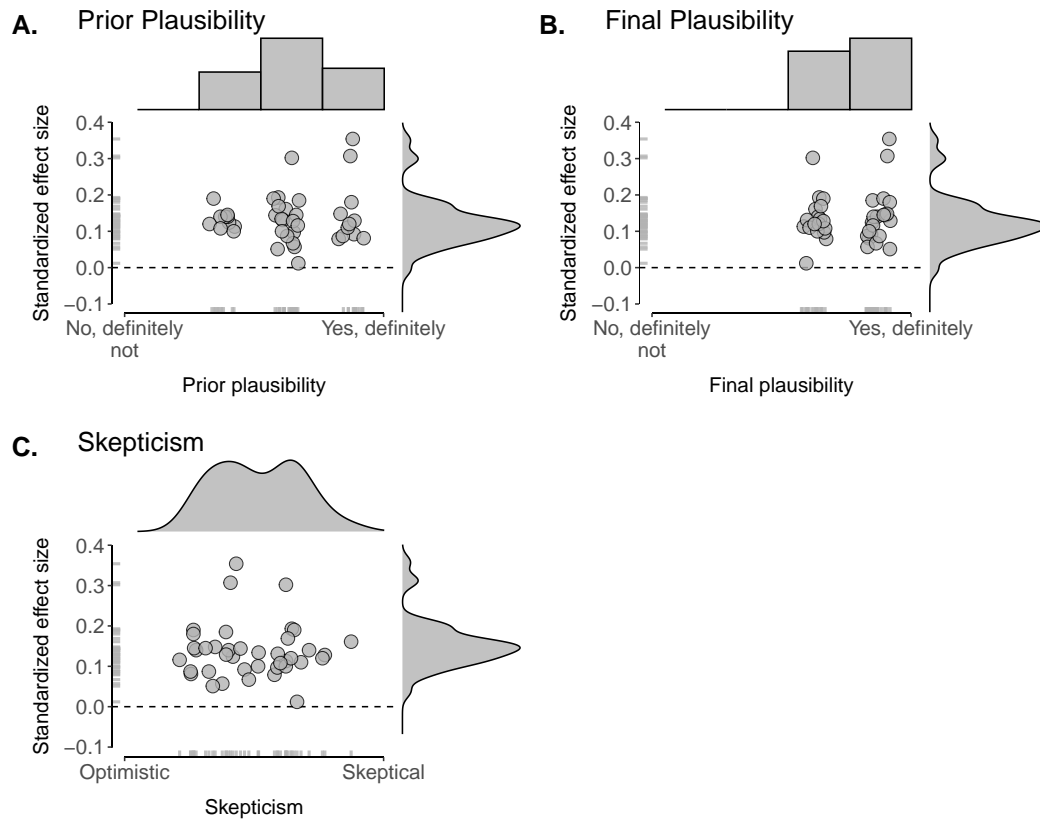 A. Prior Plausibility
Standardized effect size
0.4
0.3
0.2
0.1
0.0
−0.1
No, definitely
not
Yes, definitely
Prior plausibility
B. Final Plausibility
Standardized effect size
0.4
0.3
0.2
0.1
0.0
−0.1
No, definitely
not
Yes, definitely
Final plausibility
C. Skepticism
Standardized effect size
0.4
0.3
0.2
0.1
0.0
−0.1
Optimistic
Skeptical
Skepticism